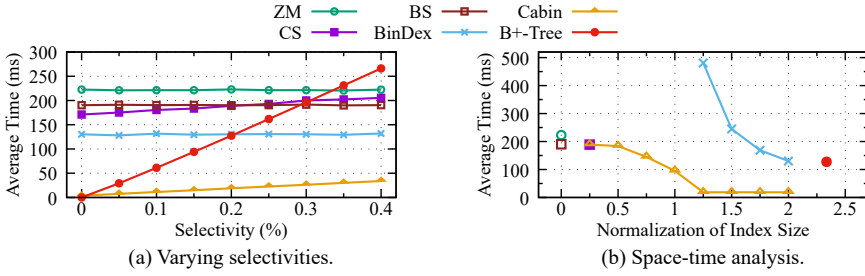 ZM BS Cabin
CS BinDex B+-Tree
300
250
200
150
100
50
0
Average Time (ms)
0 0.1 0.2 0.3 0.4
Selectivity (%)
(a) Varying selectivities.
500
400
300
200
100
0
Average Time (ms)
0 0.5 1 1.5 2 2.5
Normalization of Index Size
(b) Space-time analysis.